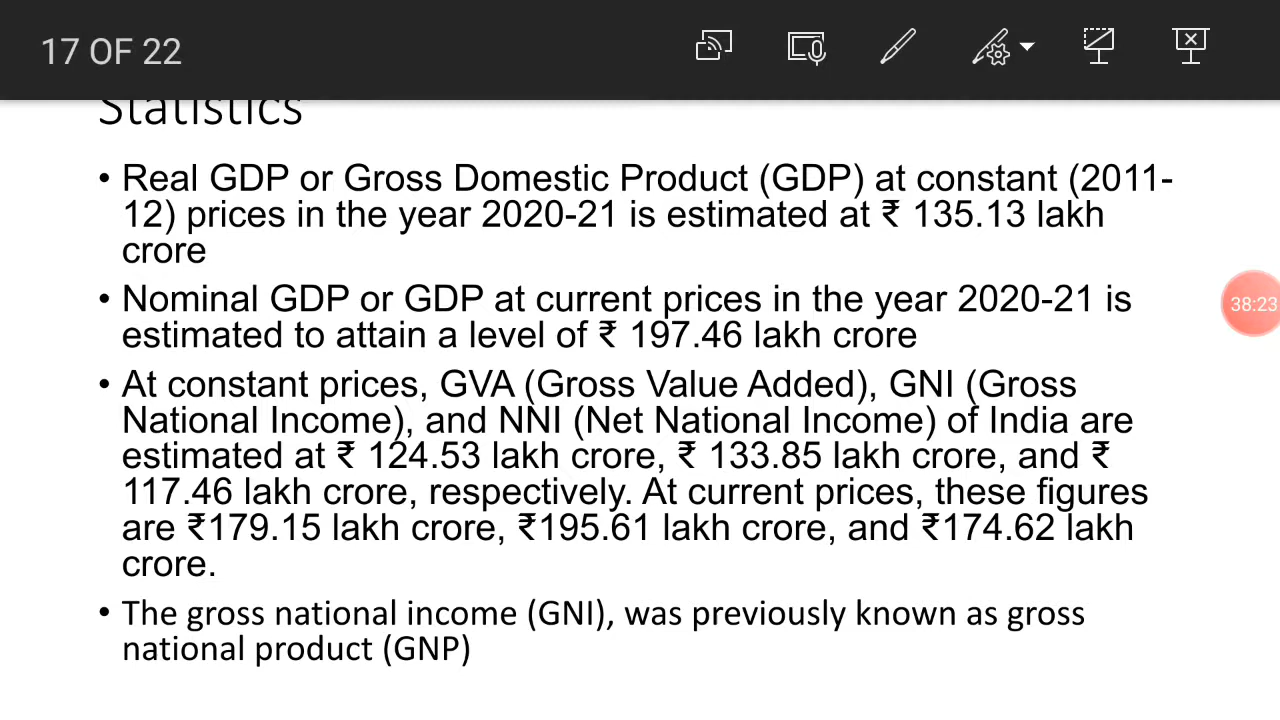 17 OF 22
Statistics
• Real GDP or Gross Domestic Product (GDP) at constant (2011-
12) prices in the year 2020-21 is estimated at ₹ 135.13 lakh
crore
• Nominal GDP or GDP at current prices in the year 2020-21 is
estimated to attain a level of ₹ 197.46 lakh crore
• At constant prices, GVA (Gross Value Added), GNI (Gross
National Income), and NNI (Net National Income) of India are
estimated at ₹ 124.53 lakh crore, ₹ 133.85 lakh crore, and ₹
117.46 lakh crore, respectively. At current prices, these figures
are ₹179.15 lakh crore, ₹195.61 lakh crore, and ₹174.62 lakh
crore.
• The gross national income (GNI), was previously known as gross
national product (GNP)
38:23